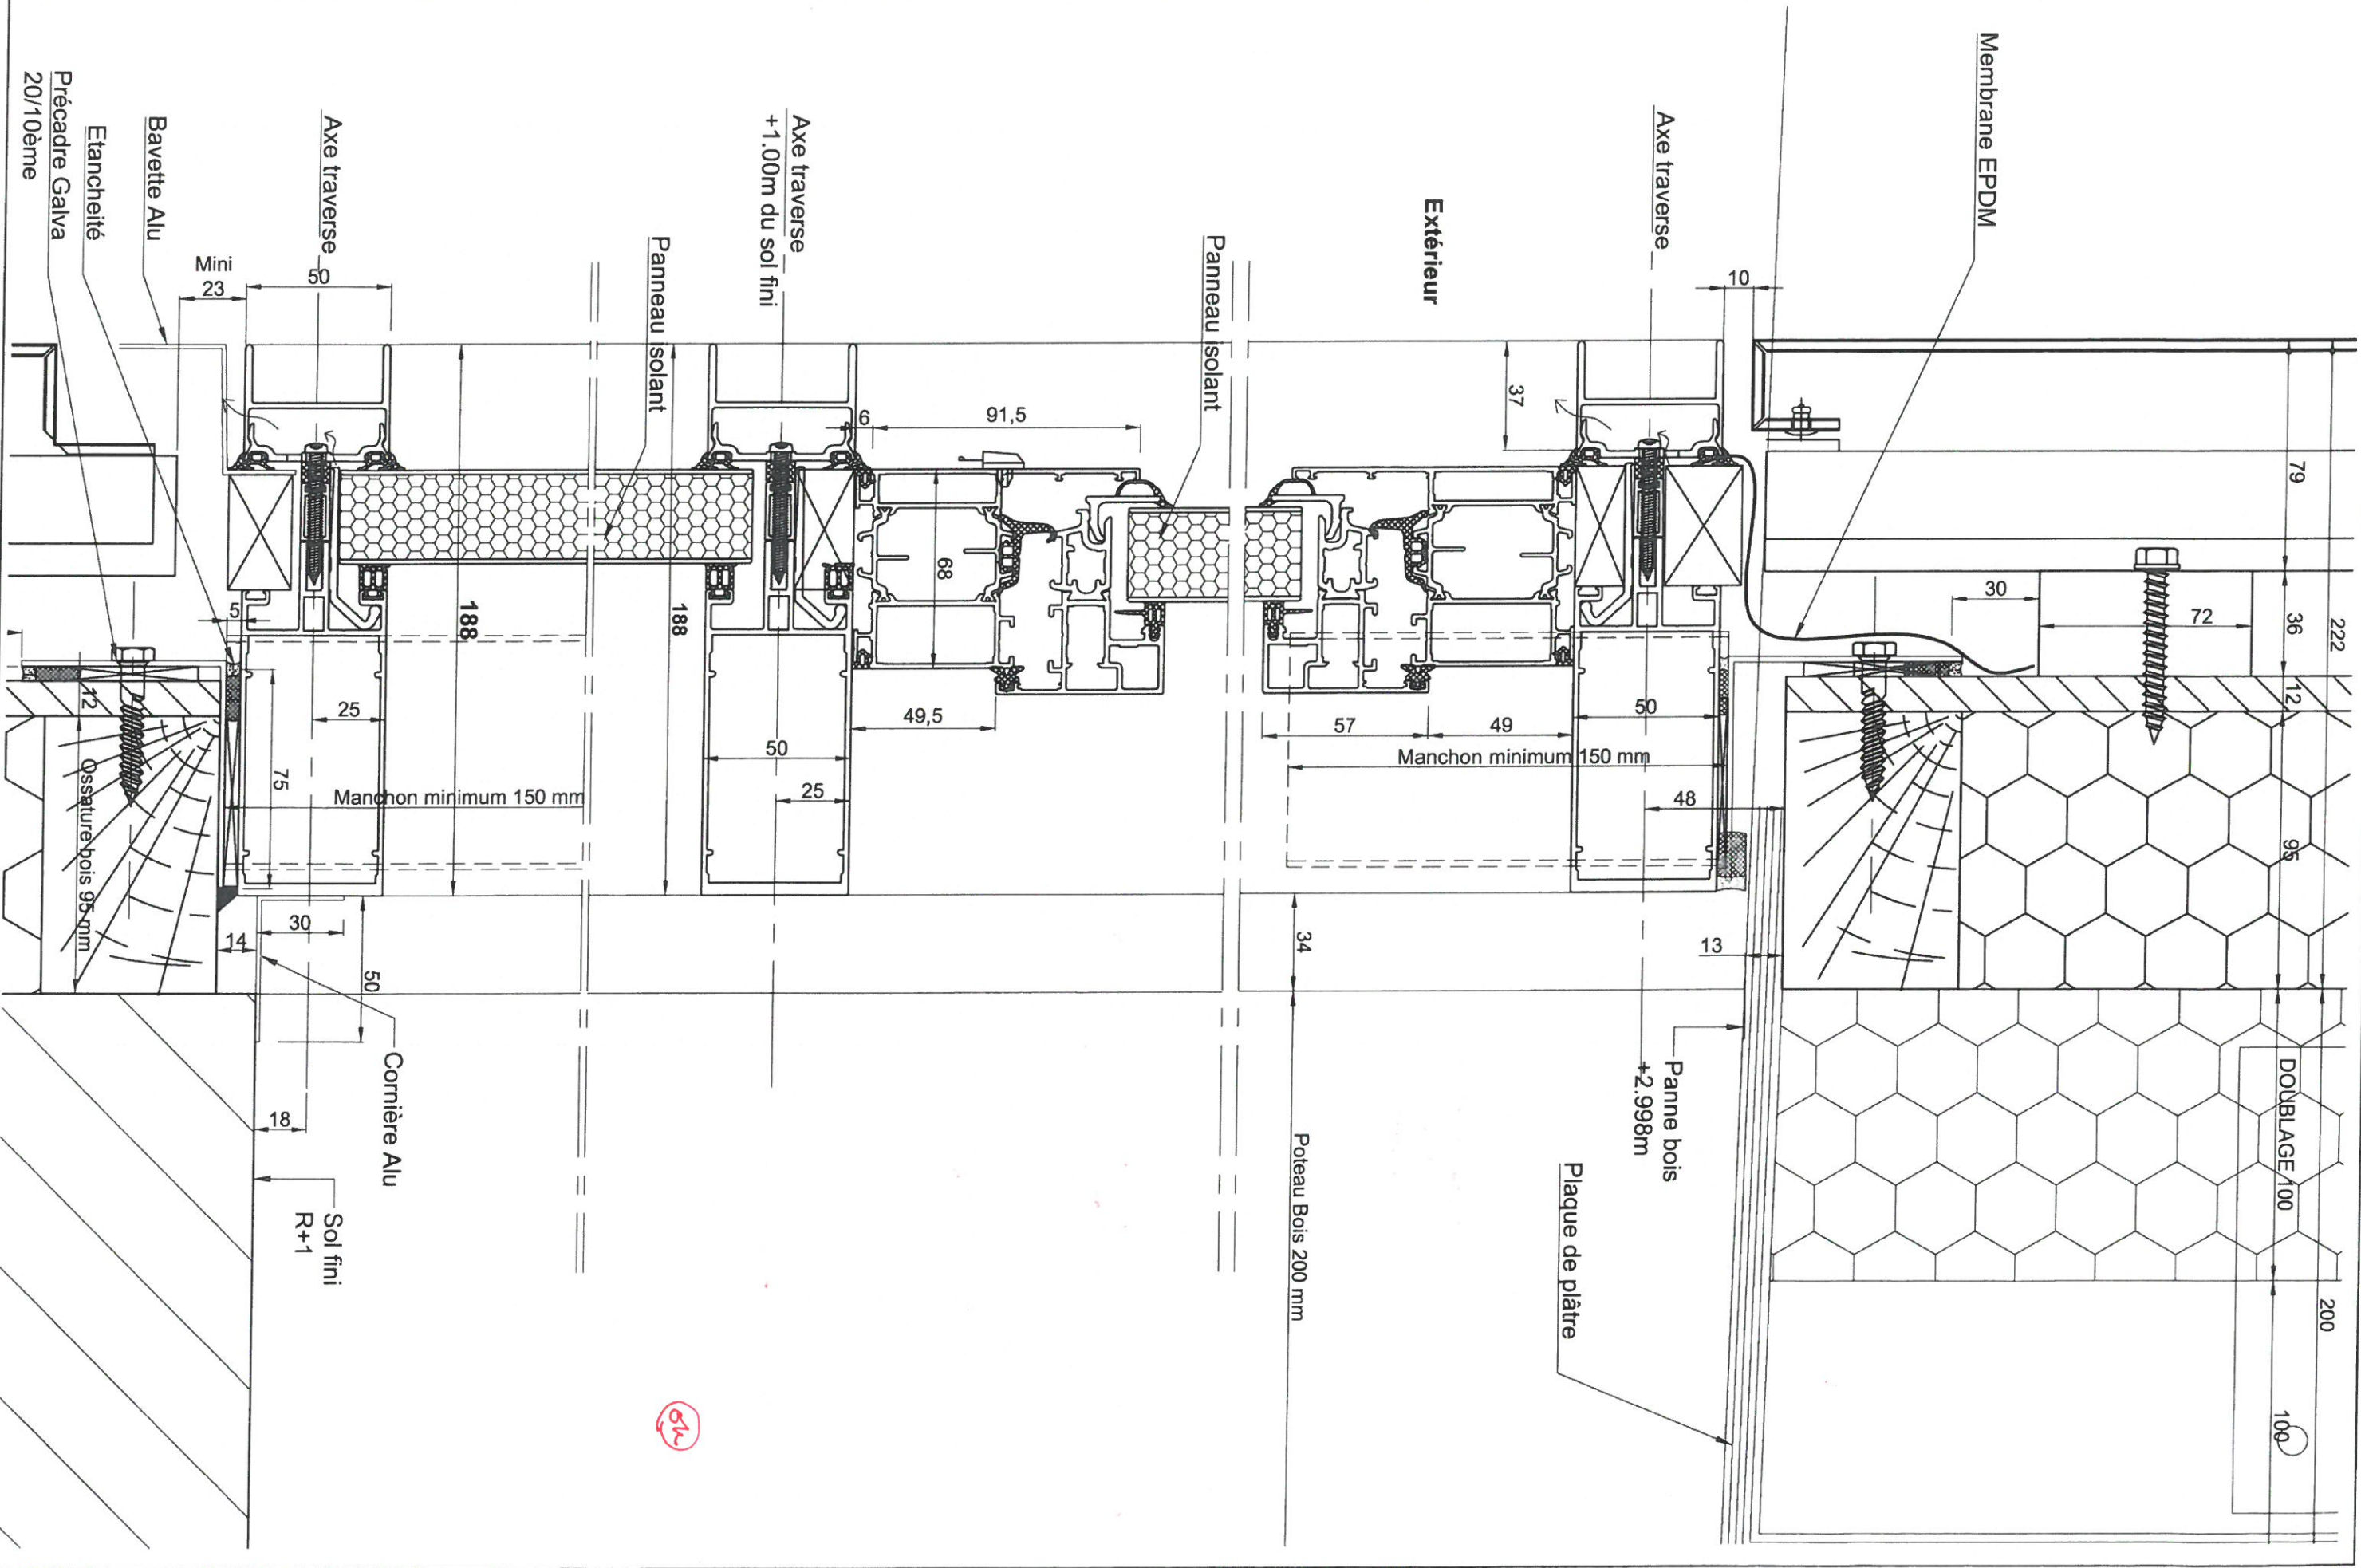 Membrane EPDM
Axe traverse
Extérieur
Panneau isolant
Axe traverse
+1.00m du sol fini
Panneau isolant
Axe traverse
Bavette Alu
Etancheité
Précadre Galva
20/10ème
Mini
23
50
10
37
6
91,5
79
36
222
12
95
72
30
68
188
188
5
12
25
75
49,5
50
25
57
49
50
48
Manchon minimum 150 mm
Manchon minimum 150 mm
Ossature bois 95 mm
30
14
50
34
13
18
Cornière Alu
Sol fini
R+1
Poteau Bois 200 mm
Panne bois
+2.998m
Plaque de plâtre
DOUBLAGE 100
200
100
ok